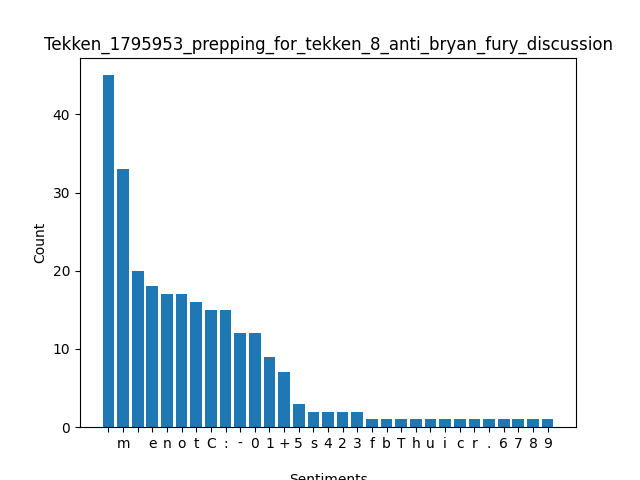 Tekken_1795953_prepping_for_tekken_8_anti_bryan_fury_discussion
Count
40
30
20
10
0
m e n o t C : - 0 1 + 5 s 4 2 3 f b T h u i c r . 6 7 8 9
Sentiments